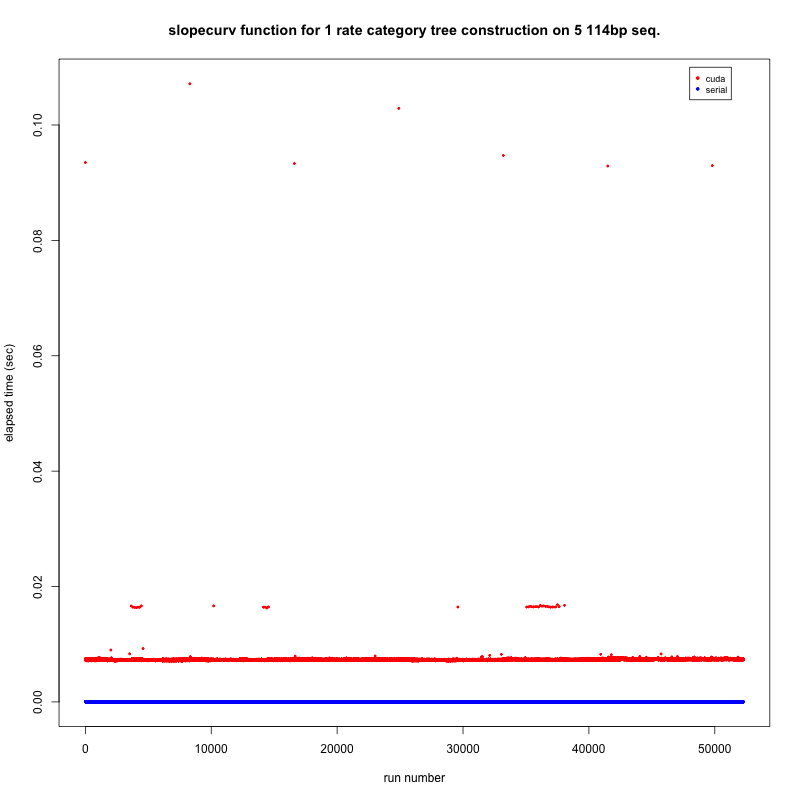 slopecurv function for 1 rate category tree construction on 5 114bp seq.
cuda
serial
elapsed time (sec)
0.10
0.08
0.06
0.04
0.02
0.00
0 10000 20000 30000 40000 50000
run number